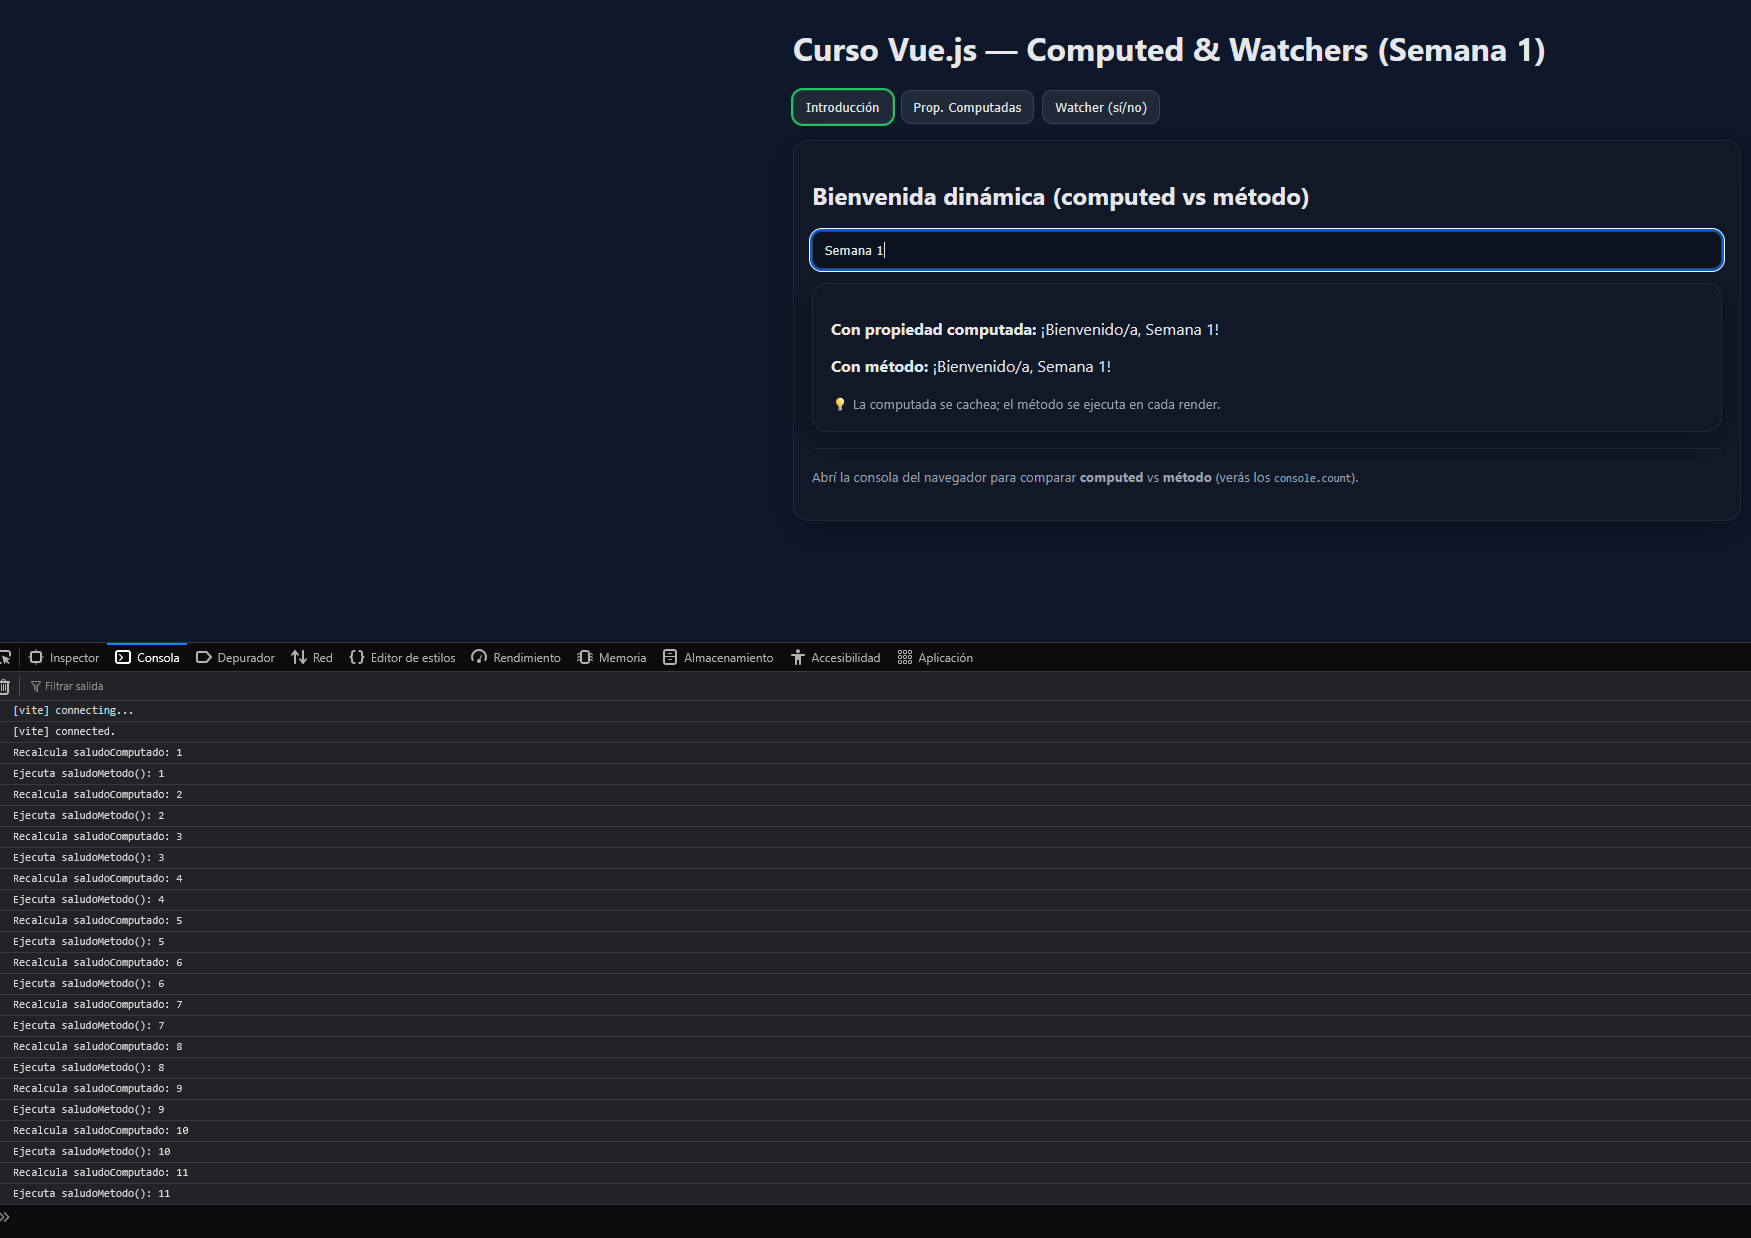 Curso Vue.js — Computed & Watchers (Semana 1)
Introducción
Prop. Computadas
Watcher (sí/no)
Bienvenida dinámica (computed vs método)
Semana 1
Con propiedad computada: ¡Bienvenido/a, Semana 1!
Con método: ¡Bienvenido/a, Semana 1!
💡 La computada se cachea; el método se ejecuta en cada render.
Abrí la consola del navegador para comparar computed vs método (verás los console.count).
Inspector
Consola
Depurador
Red
Editor de estilos
Rendimiento
Memoria
Almacenamiento
Accesibilidad
Aplicación
Filtrar salida
[vite] connecting...
[vite] connected.
Recalcula saludoComputado: 1
Ejecuta saludoMetodo(): 1
Recalcula saludoComputado: 2
Ejecuta saludoMetodo(): 2
Recalcula saludoComputado: 3
Ejecuta saludoMetodo(): 3
Recalcula saludoComputado: 4
Ejecuta saludoMetodo(): 4
Recalcula saludoComputado: 5
Ejecuta saludoMetodo(): 5
Recalcula saludoComputado: 6
Ejecuta saludoMetodo(): 6
Recalcula saludoComputado: 7
Ejecuta saludoMetodo(): 7
Recalcula saludoComputado: 8
Ejecuta saludoMetodo(): 8
Recalcula saludoComputado: 9
Ejecuta saludoMetodo(): 9
Recalcula saludoComputado: 10
Ejecuta saludoMetodo(): 10
Recalcula saludoComputado: 11
Ejecuta saludoMetodo(): 11